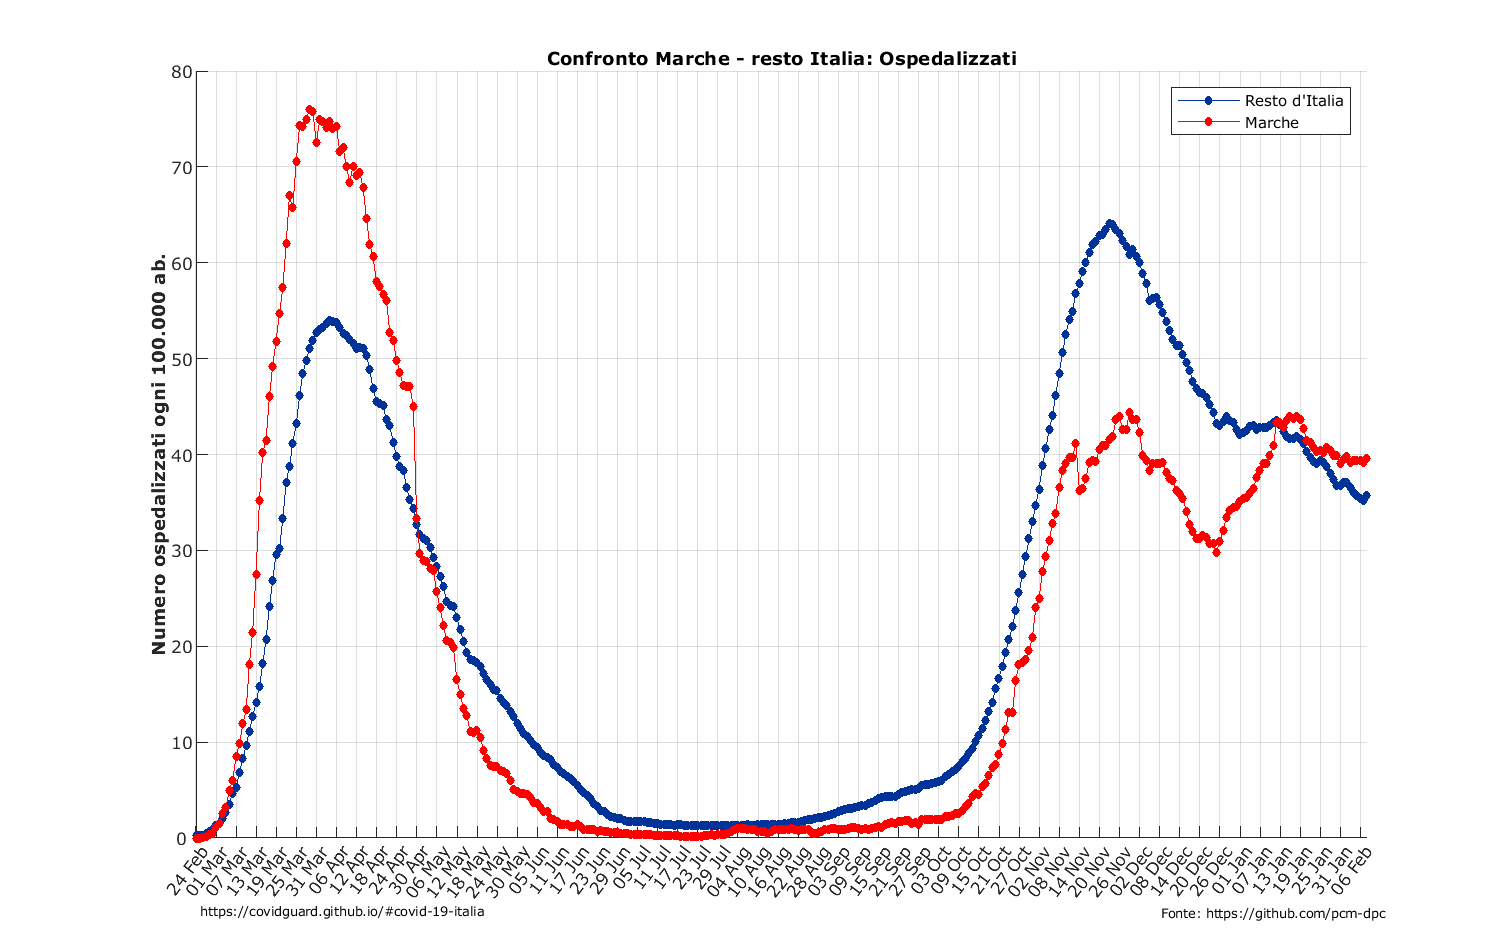 Confronto Marche - resto Italia: Ospedalizzati
Resto d'Italia
Marche
Numero ospedalizzati ogni 100.000 ab.
80
70
60
50
40
30
20
10
0
24 Feb
01 Mar
07 Mar
13 Mar
19 Mar
25 Mar
31 Mar
06 Apr
12 Apr
18 Apr
24 Apr
30 Apr
06 May
12 May
18 May
24 May
30 May
05 Jun
11 Jun
17 Jun
23 Jun
29 Jun
05 Jul
11 Jul
17 Jul
23 Jul
29 Jul
04 Aug
10 Aug
16 Aug
22 Aug
28 Aug
03 Sep
09 Sep
15 Sep
21 Sep
27 Sep
03 Oct
09 Oct
15 Oct
21 Oct
27 Oct
02 Nov
08 Nov
14 Nov
20 Nov
26 Nov
02 Dec
08 Dec
14 Dec
20 Dec
26 Dec
01 Jan
07 Jan
13 Jan
19 Jan
25 Jan
31 Jan
06 Feb
https://covidguard.github.io/#covid-19-italia
Fonte: https://github.com/pcm-dpc